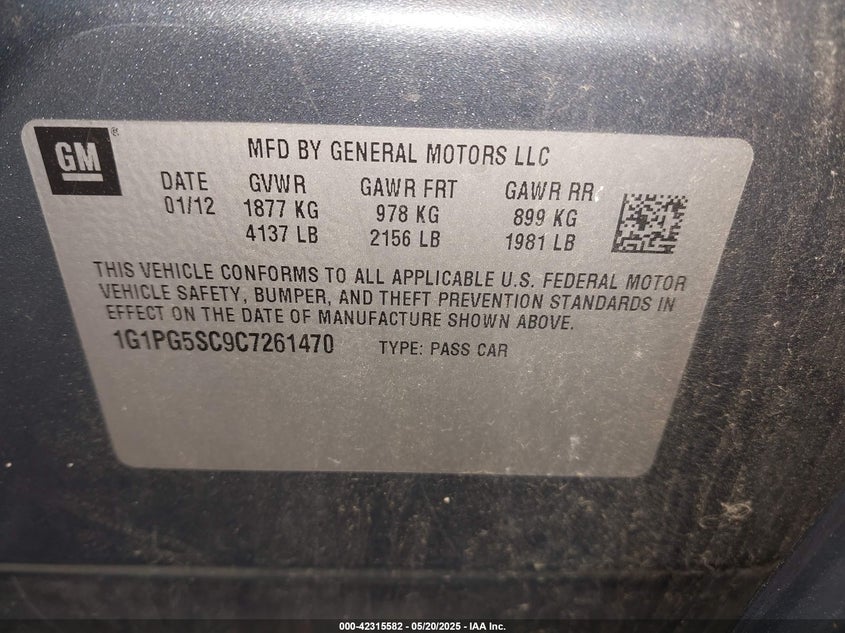 GM®
MFD BY GENERAL MOTORS LLC
DATE GVWR GAWR FRT GAWR RR
01/12 1877 KG 978 KG 899 KG
4137 LB 2156 LB 1981 LB
THIS VEHICLE CONFORMS TO ALL APPLICABLE U.S. FEDERAL MOTOR
VEHICLE SAFETY, BUMPER, AND THEFT PREVENTION STANDARDS IN
EFFECT ON THE DATE OF MANUFACTURE SHOWN ABOVE.
1G1PG5SC9C7261470 TYPE: PASS CAR
000-42315582 - 05/20/2025 - IAA Inc.